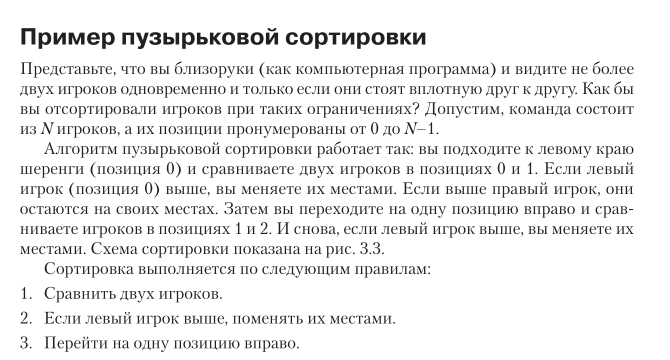 Пример пузырьковой сортировки
Представьте, что вы близоруки (как компьютерная программа) и видите не более
двух игроков одновременно и только если они стоят вплотную друг к другу. Как бы
вы отсортировали игроков при таких ограничениях? Допустим, команда состоит
из N игроков, а их позиции пронумерованы от 0 до N–1.
Алгоритм пузырьковой сортировки работает так: вы подходите к левому краю
шеренги (позиция 0) и сравниваете двух игроков в позициях 0 и 1. Если левый
игрок (позиция 0) выше, вы меняете их местами. Если выше правый игрок, они
остаются на своих местах. Затем вы переходите на одну позицию вправо и срав-
ниваете игроков в позициях 1 и 2. И снова, если левый игрок выше, вы меняете их
местами. Схема сортировки показана на рис. 3.3.
Сортировка выполняется по следующим правилам:
1. Сравнить двух игроков.
2. Если левый игрок выше, поменять их местами.
3. Перейти на одну позицию вправо.